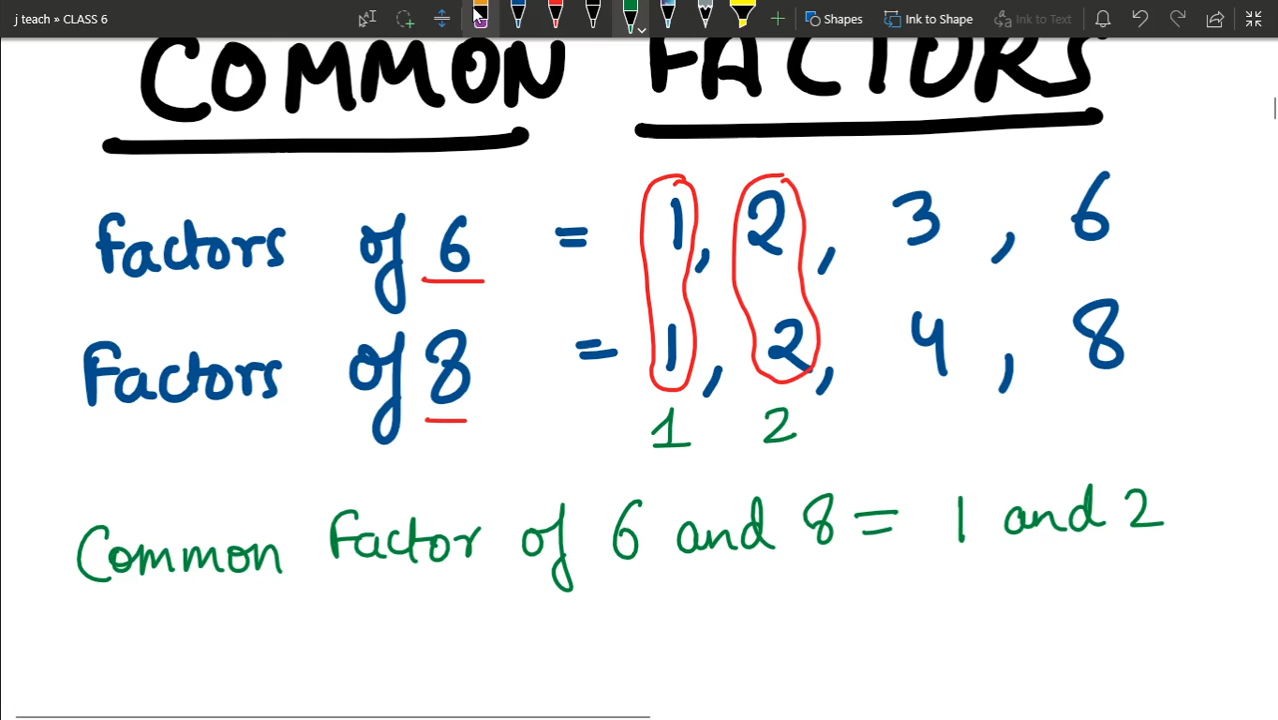 j teach » CLASS 6 Shapes Ink to Shape Ink to Text
COMMON FACTORS
factors of 6 = 1, 2, 3, 6
Factors of 8 = 1, 2, 4, 8
1 2
Common Factor of 6 and 8 = 1 and 2